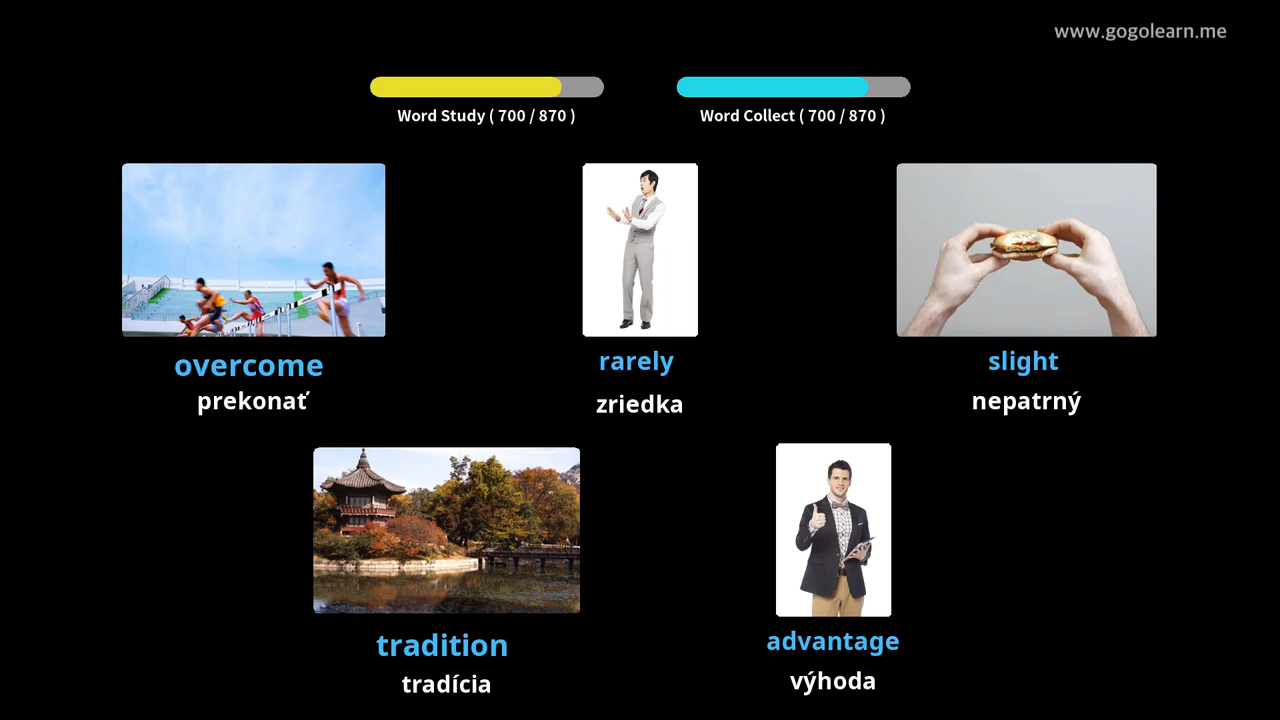 www.gogolearn.me
Word Study ( 700 / 870 )
Word Collect ( 700 / 870 )
overcome
prekonať
rarely
zriedka
slight
nepatrný
tradition
tradícia
advantage
výhoda